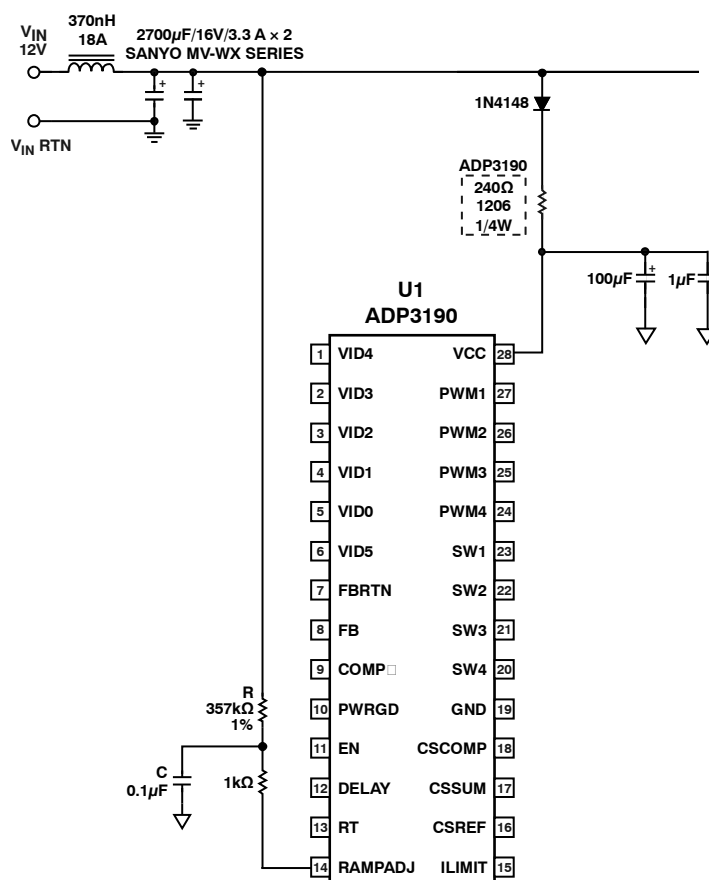 370nH
18A
2700µF/16V/3.3 A × 2
SANYO MV-WX SERIES
VIN
12V
+
+
VIN RTN
1N4148
ADP3190
240Ω
1206
1/4W
100µF
+
1µF
U1
ADP3190
1 VID4 VCC 28
2 VID3 PWM1 27
3 VID2 PWM2 26
4 VID1 PWM3 25
5 VID0 PWM4 24
6 VID5 SW1 23
7 FBRTN SW2 22
8 FB SW3 21
9 COMP□ SW4 20
10 PWRGD GND 19
11 EN CSCOMP 18
12 DELAY CSSUM 17
13 RT CSREF 16
14 RAMPADJ ILIMIT 15
R
357kΩ
1%
C
0.1µF
1kΩ